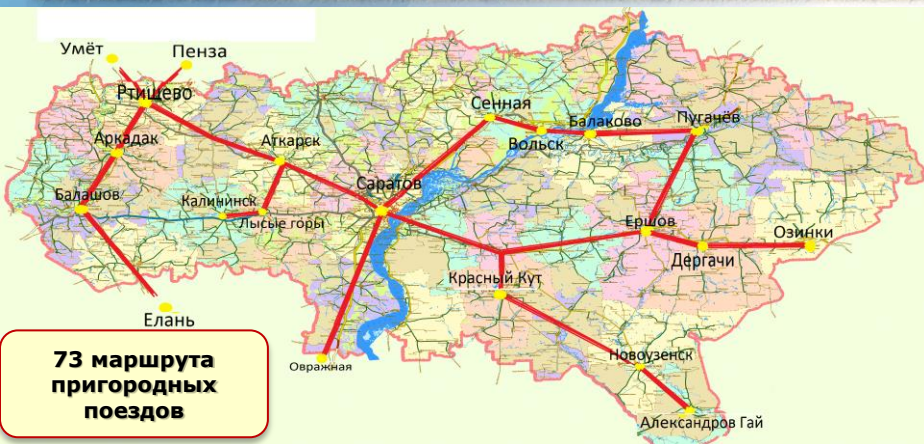 Умёт
Пенза
Ртищево
Аркадак
Аткарск
Балашов
Калининск
Лысые горы
Саратов
Сенная
Вольск
Балаково
Пугачёв
Ершов
Дергачи
Озинки
Красный Кут
Новоузенск
Александров Гай
Овражная
Елань
73 маршрута
пригородных
поездов